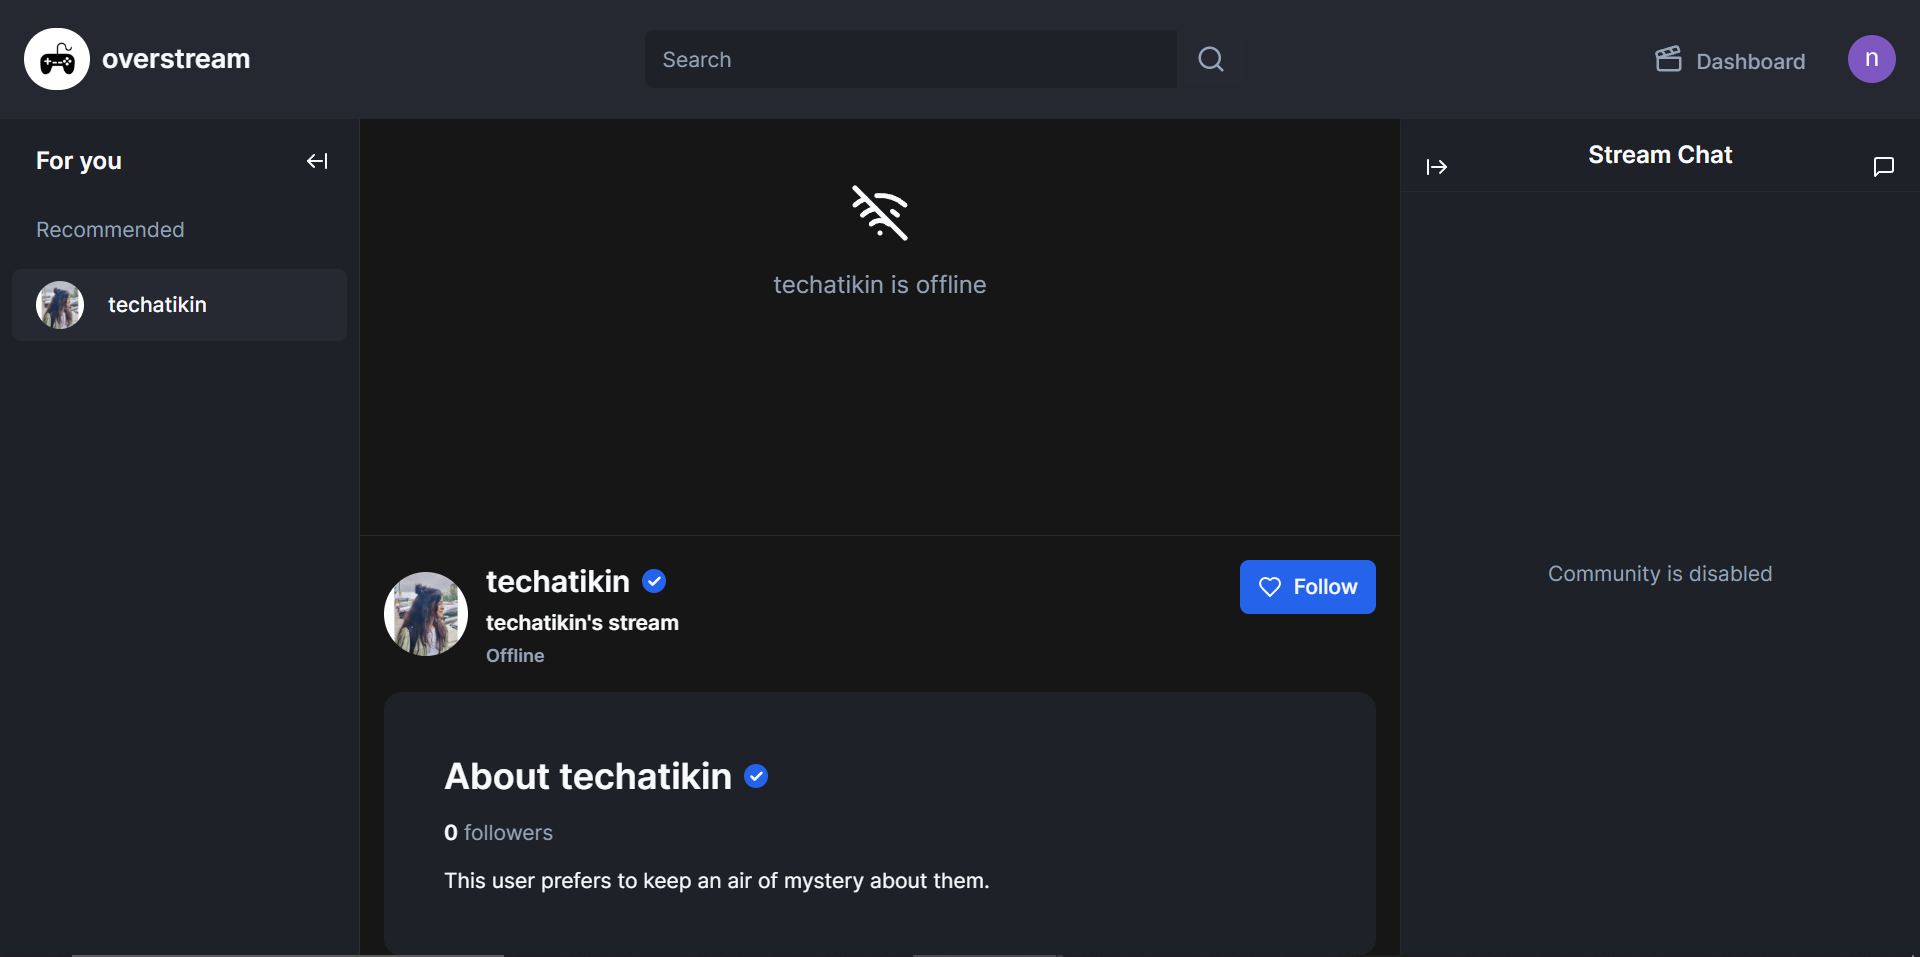 overstream
Search
Dashboard
n
For you
Recommended
techatikin
techatikin is offline
techatikin
techatikin's stream
Offline
Follow
About techatikin
0 followers
This user prefers to keep an air of mystery about them.
Stream Chat
Community is disabled